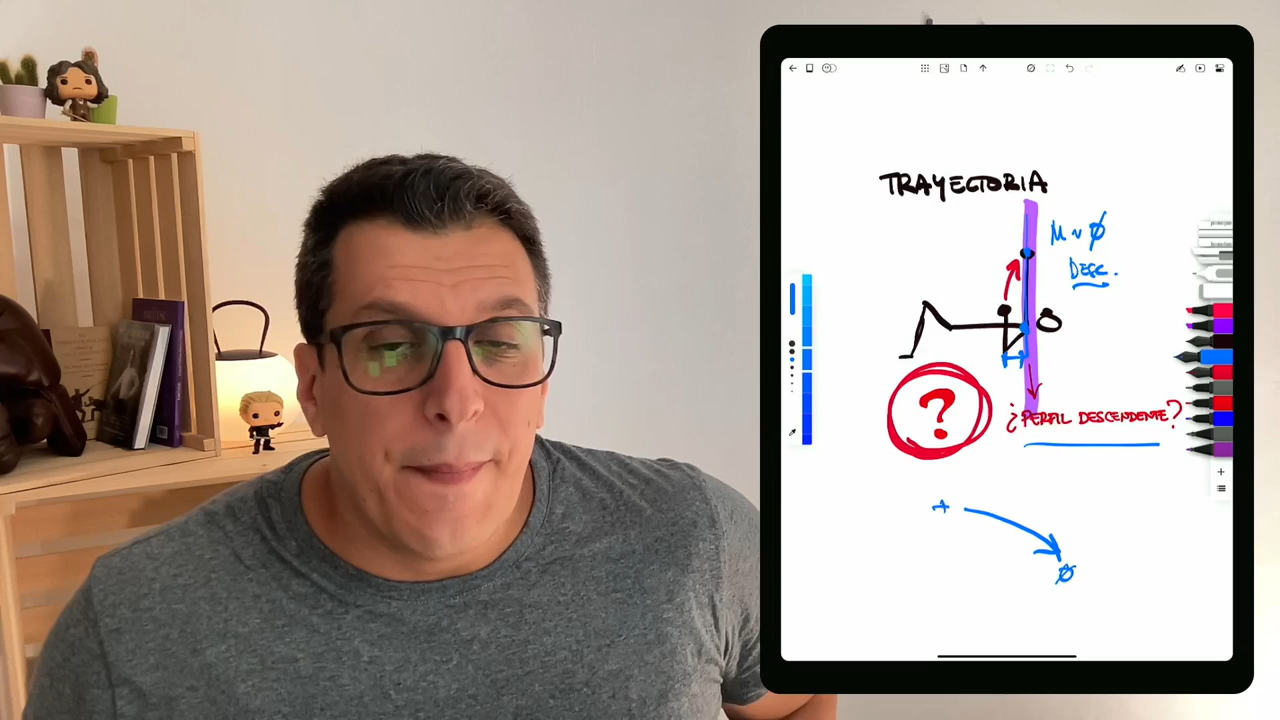 TRAYECTORIA
M ~ Ø
DESC.
?
¿PERFIL DESCENDENTE?
+
Ø